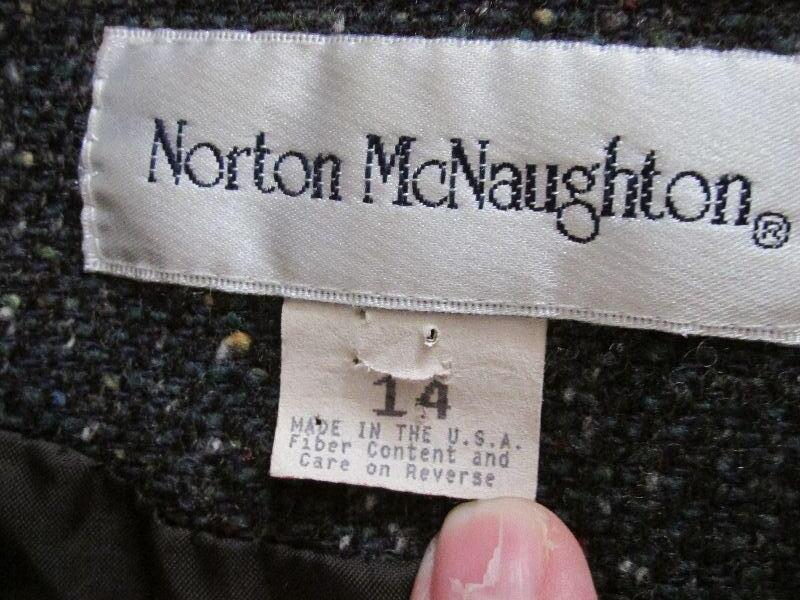 Norton McNaughton®
14
MADE IN THE U.S.A.
Fiber Content and
Care on Reverse